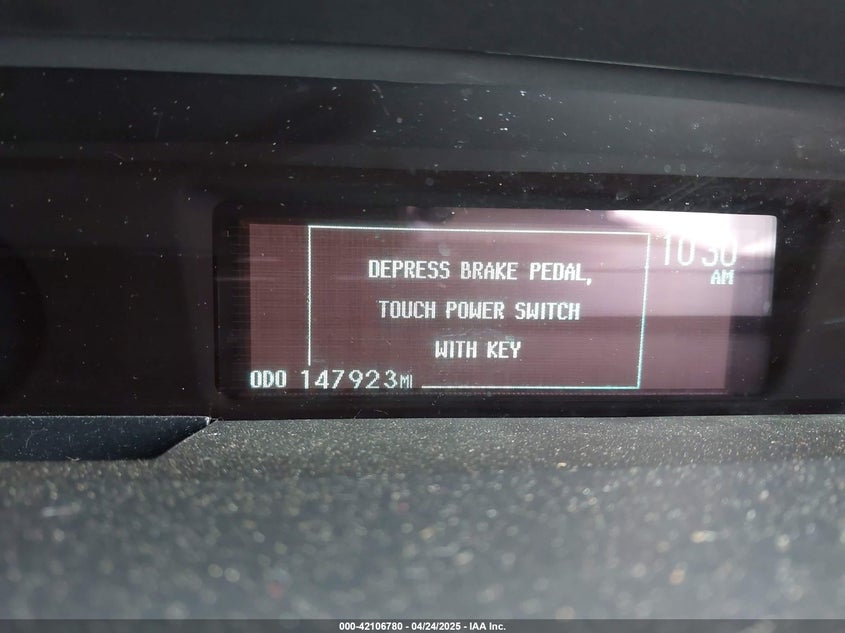 DEPRESS BRAKE PEDAL,
TOUCH POWER SWITCH
WITH KEY
10 30
AM
ODO 147923MI
000-42106780 - 04/24/2025 - IAA Inc.